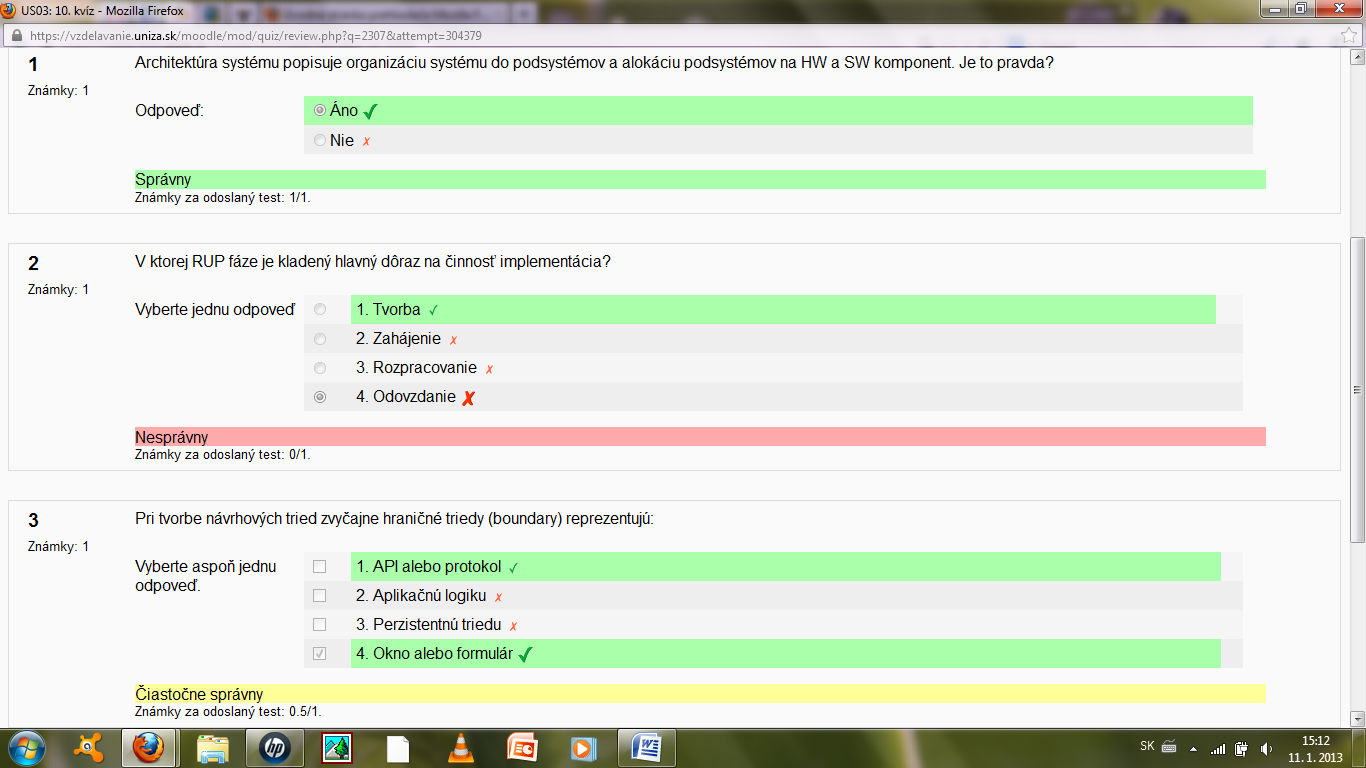 US03: 10. kvíz - Mozilla Firefox
https://vzdelavanie.uniza.sk/moodle/mod/quiz/review.php?q=2307&attempt=304379
1
Známky: 1
Architektúra systému popisuje organizáciu systému do podsystémov a alokáciu podsystémov na HW a SW komponent. Je to pravda?
Odpoveď:
Áno
Nie
Správny
Známky za odoslaný test: 1/1.
2
Známky: 1
V ktorej RUP fáze je kladený hlavný dôraz na činnosť implementácia?
Vyberte jednu odpoveď
1. Tvorba
2. Zahájenie
3. Rozpracovanie
4. Odovzdanie
Nesprávny
Známky za odoslaný test: 0/1.
3
Známky: 1
Pri tvorbe návrhových tried zvyčajne hraničné triedy (boundary) reprezentujú:
Vyberte aspoň jednu
odpoveď.
1. API alebo protokol
2. Aplikačnú logiku
3. Perzistentnú triedu
4. Okno alebo formulár
Čiastočne správny
Známky za odoslaný test: 0.5/1.
SK
15:12
11. 1. 2013